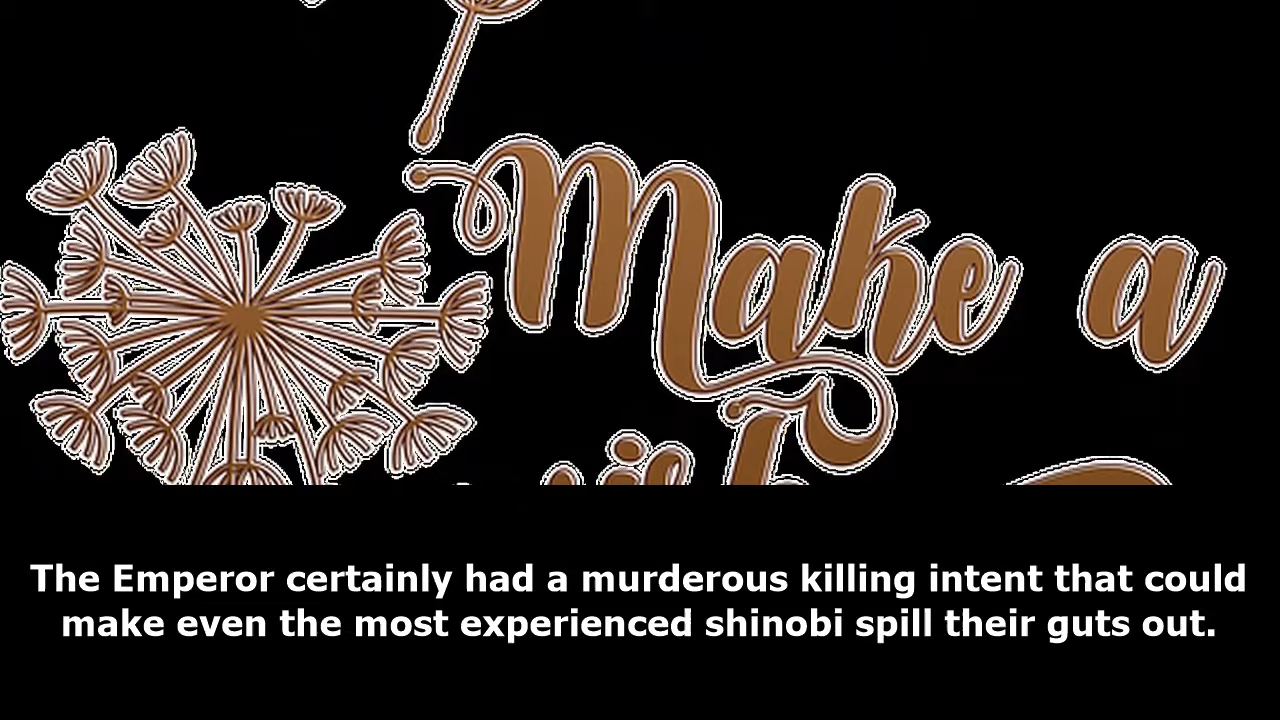 Make a
The Emperor certainly had a murderous killing intent that could
make even the most experienced shinobi spill their guts out.